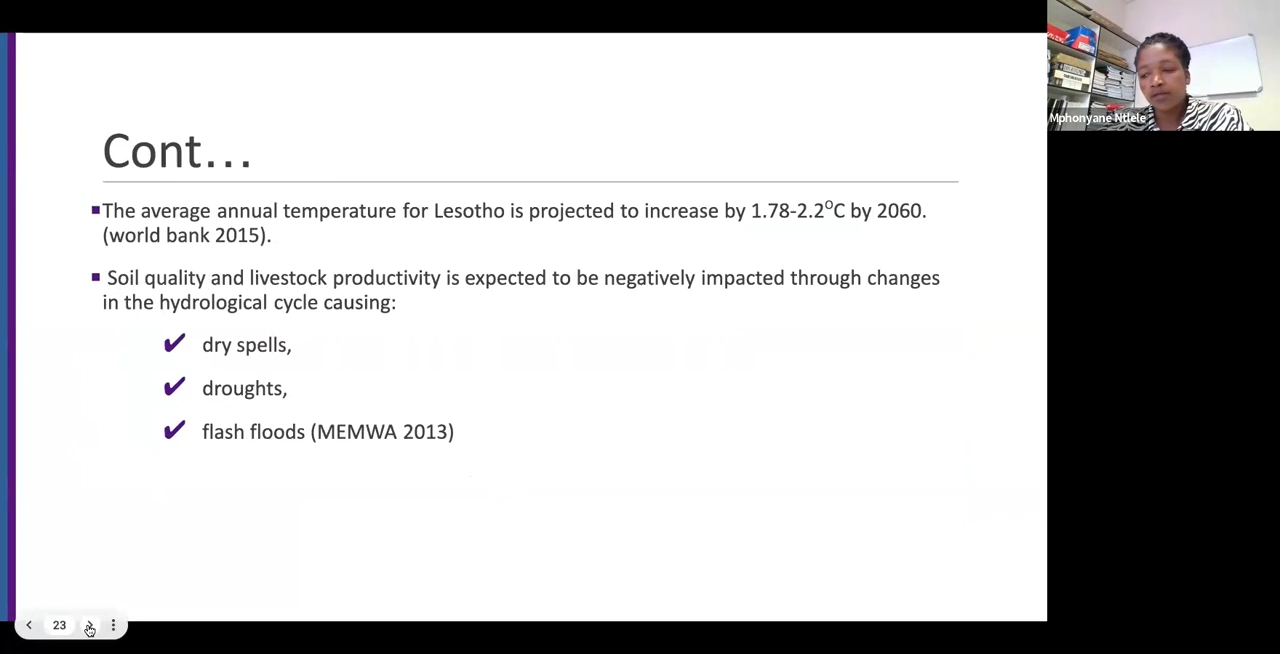 Cont...
▪The average annual temperature for Lesotho is projected to increase by 1.78-2.2⁰C by 2060.
(world bank 2015).
▪ Soil quality and livestock productivity is expected to be negatively impacted through changes
in the hydrological cycle causing:
✔ dry spells,
✔ droughts,
✔ flash floods (MEMWA 2013)
23
Mphonyane Ntlele